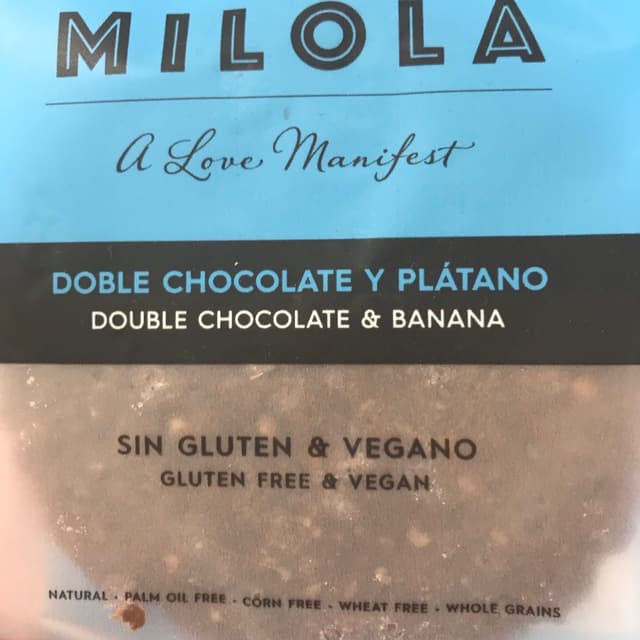 MILOLA
A Love Manifest
DOBLE CHOCOLATE Y PLÁTANO
DOUBLE CHOCOLATE & BANANA
SIN GLUTEN & VEGANO
GLUTEN FREE & VEGAN
NATURAL · PALM OIL FREE · CORN FREE · WHEAT FREE · WHOLE GRAINS